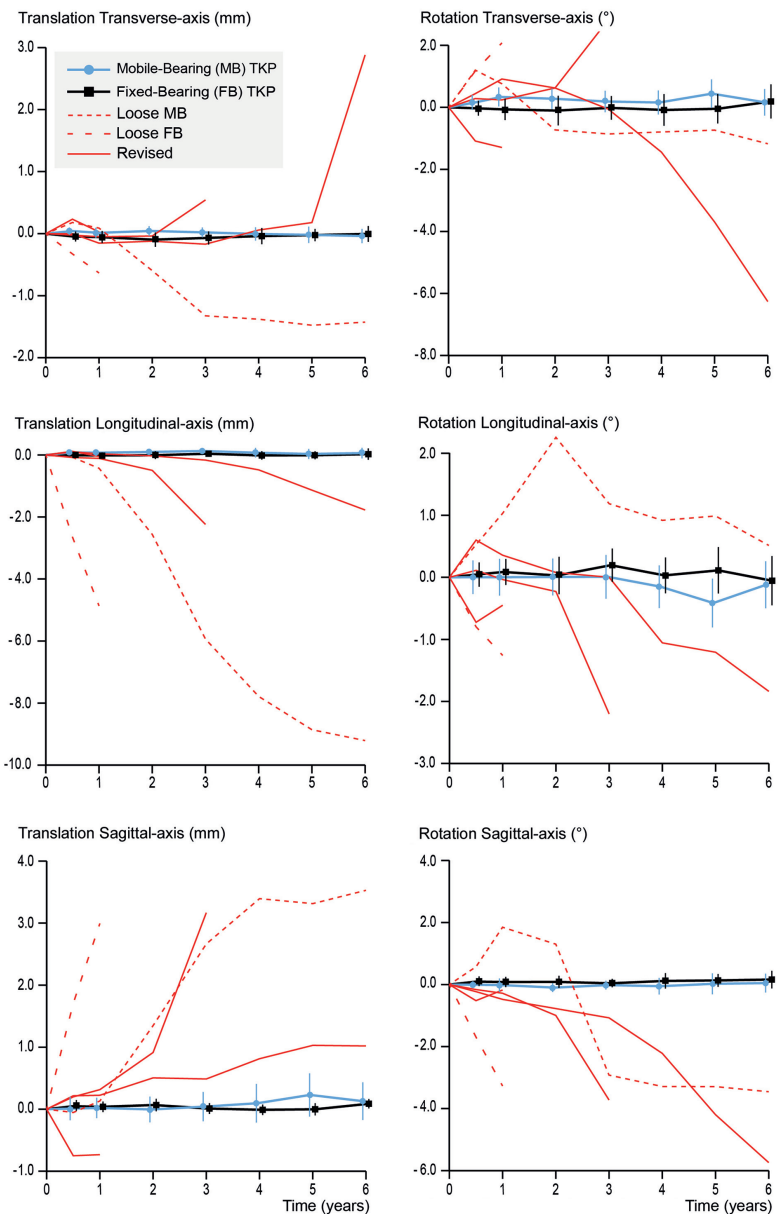 Translation Transverse-axis (mm)
3.0
2.0
1.0
0.0
-1.0
-2.0
0 1 2 3 4 5 6
Mobile-Bearing (MB) TKP
Fixed-Bearing (FB) TKP
Loose MB
Loose FB
Revised
Rotation Transverse-axis (°)
2.0
0.0
-2.0
-4.0
-6.0
-8.0
0 1 2 3 4 5 6
Translation Longitudinal-axis (mm)
0.0
-2.0
-4.0
-6.0
-8.0
-10.0
0 1 2 3 4 5 6
Rotation Longitudinal-axis (°)
2.0
1.0
0.0
-1.0
-2.0
-3.0
0 1 2 3 4 5 6
Translation Sagittal-axis (mm)
4.0
3.0
2.0
1.0
0.0
-1.0
0 1 2 3 4 5 6
Time (years)
Rotation Sagittal-axis (°)
4.0
2.0
0.0
-2.0
-4.0
-6.0
0 1 2 3 4 5 6
Time (years)